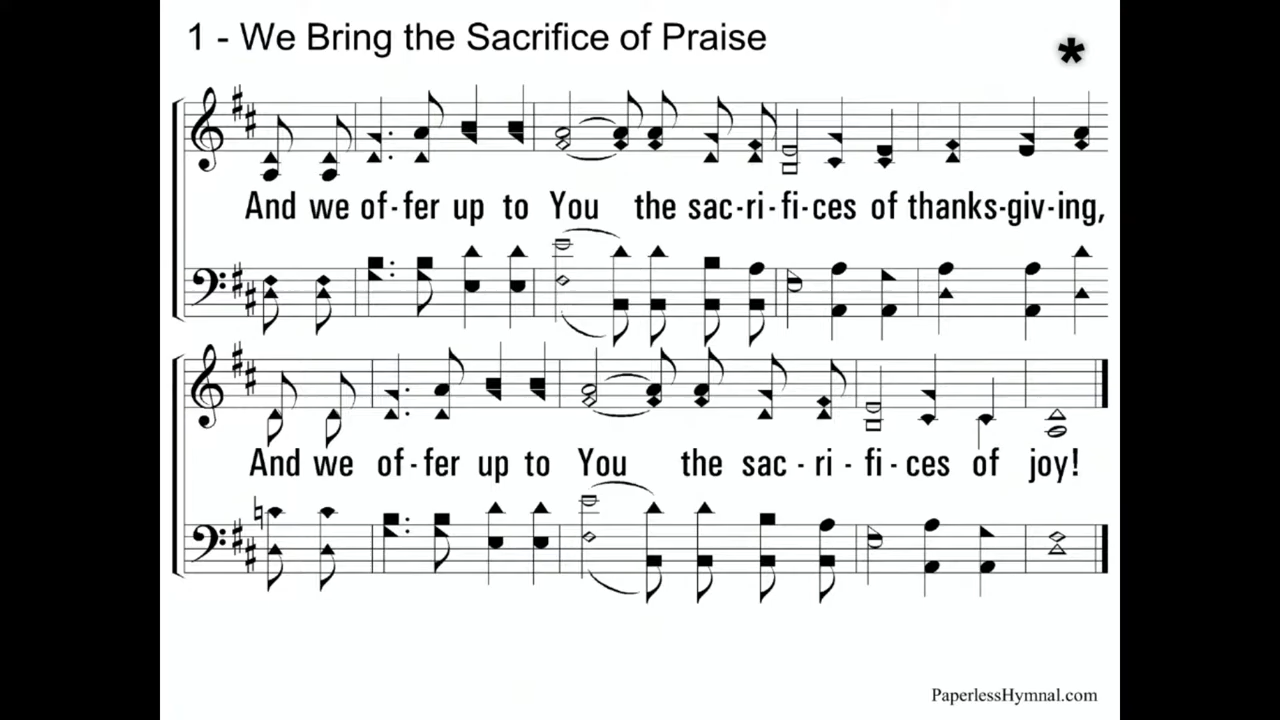 1 - We Bring the Sacrifice of Praise
*
And we of-fer up to You the sac-ri-fi-ces of thanks-giv-ing,
And we of-fer up to You the sac-ri-fi-ces of joy!
PaperlessHymnal.com